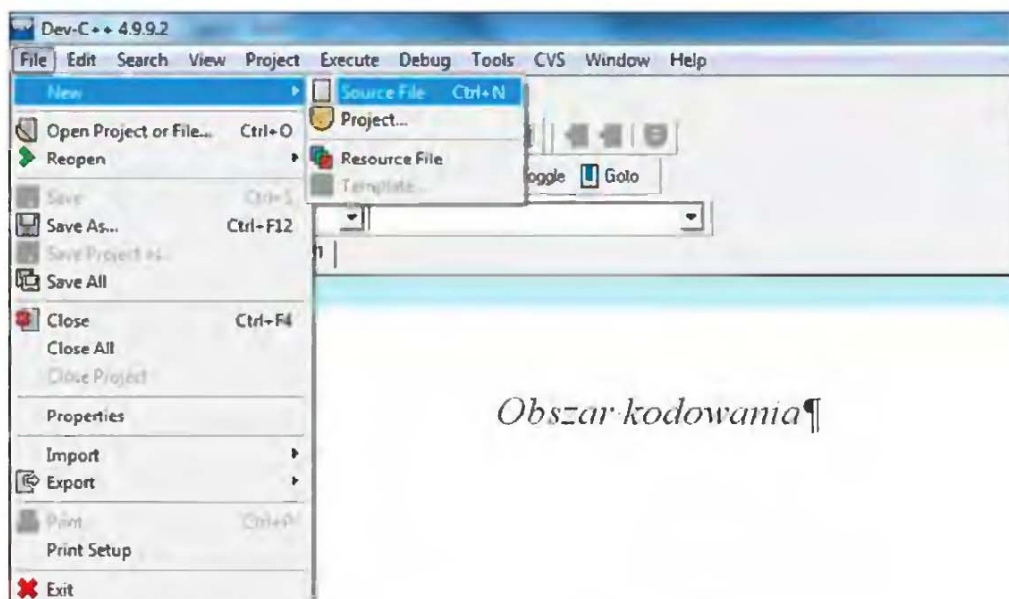 Dev-C++ 4.9.9.2
File Edit Search View Project Execute Debug Tools CVS Window Help
New
Source File Ctrl+N
Project...
Resource File
Template...
Open Project or File... Ctrl+O
Reopen
Save Ctrl+S
Save As... Ctrl+F12
Save Project as...
Save All
Close Ctrl+F4
Close All
Close Project
Properties
Import
Export
Print Ctrl+P
Print Setup
Exit
oggle Goto
Obszar·kodowania¶